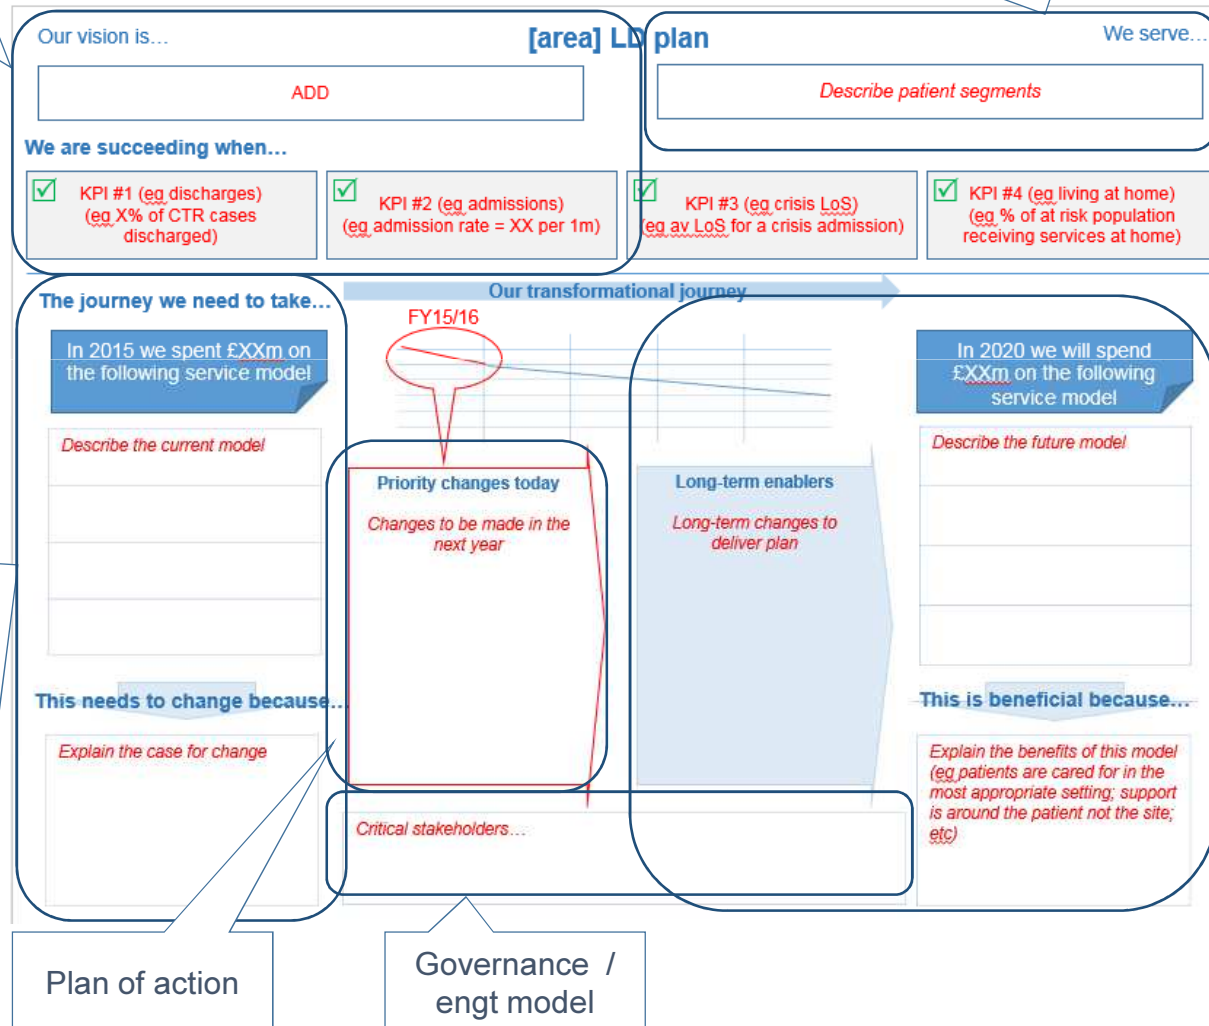 Our vision is…
[area] LD plan
We serve…
ADD
Describe patient segments
We are succeeding when…
KPI #1 (eg discharges)
(eg X% of CTR cases
discharged)
KPI #2 (eg admissions)
(eg admission rate = XX per 1m)
KPI #3 (eg crisis LoS)
(eg av LoS for a crisis admission)
KPI #4 (eg living at home)
(eg % of at risk population
receiving services at home)
The journey we need to take…
Our transformational journey
FY15/16
In 2015 we spent £XXm on
the following service model
In 2020 we will spend
£XXm on the following
service model
Describe the current model
Priority changes today
Changes to be made in the
next year
Long-term enablers
Long-term changes to
deliver plan
Describe the future model
This needs to change because…
This is beneficial because…
Explain the case for change
Explain the benefits of this model
(eg patients are cared for in the
most appropriate setting; support
is around the patient not the site;
etc)
Critical stakeholders…
Plan of action
Governance /
engt model